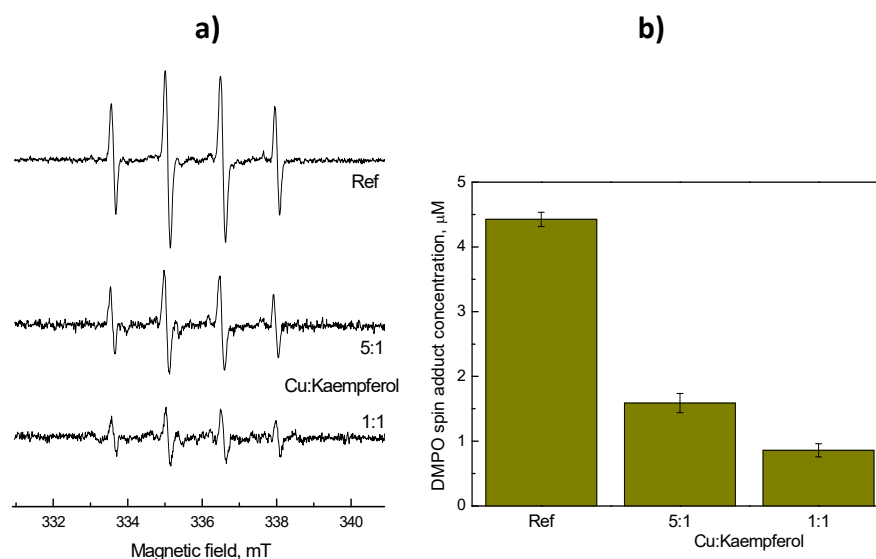 a)
Ref
5:1
Cu:Kaempferol
1:1
332 334 336 338 340
Magnetic field, mT
b)
DMPO spin adduct concentration, μM
5
4
3
2
1
0
Ref 5:1 1:1
Cu:Kaempferol